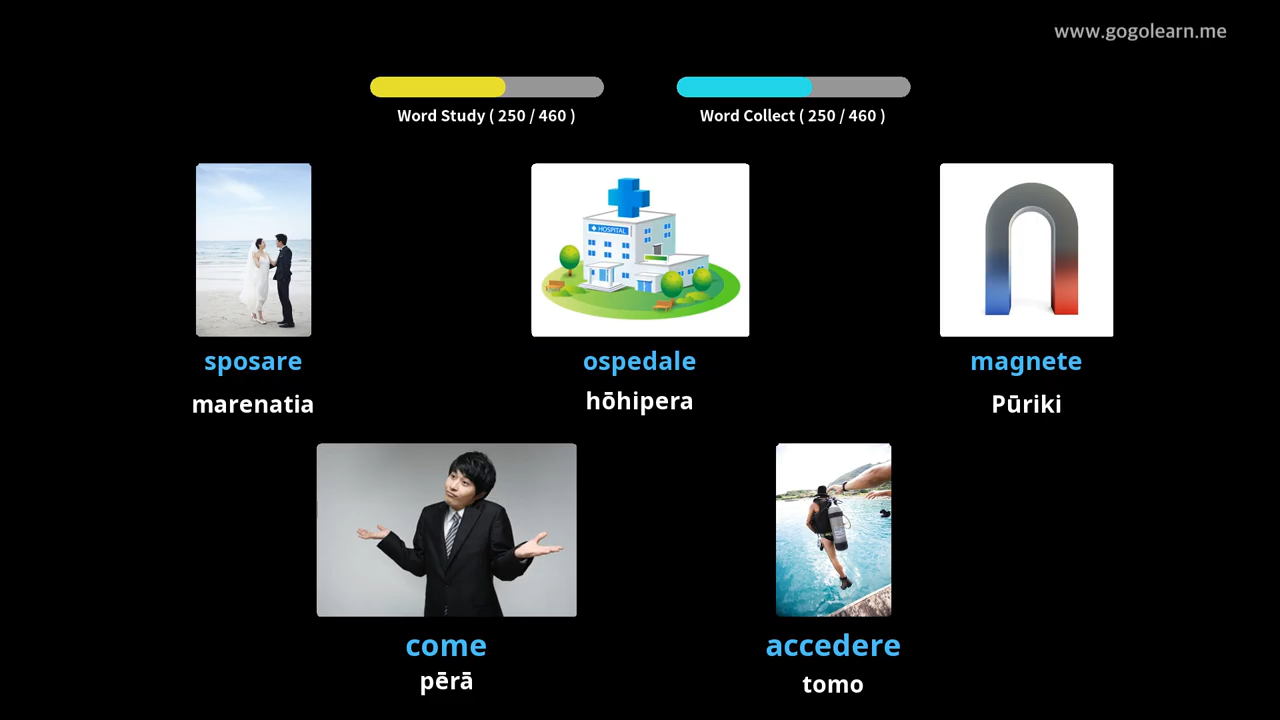 www.gogolearn.me
Word Study ( 250 / 460 )
Word Collect ( 250 / 460 )
HOSPITAL
sposare
ospedale
magnete
marenatia
hōhipera
Pūriki
come
accedere
pērā
tomo